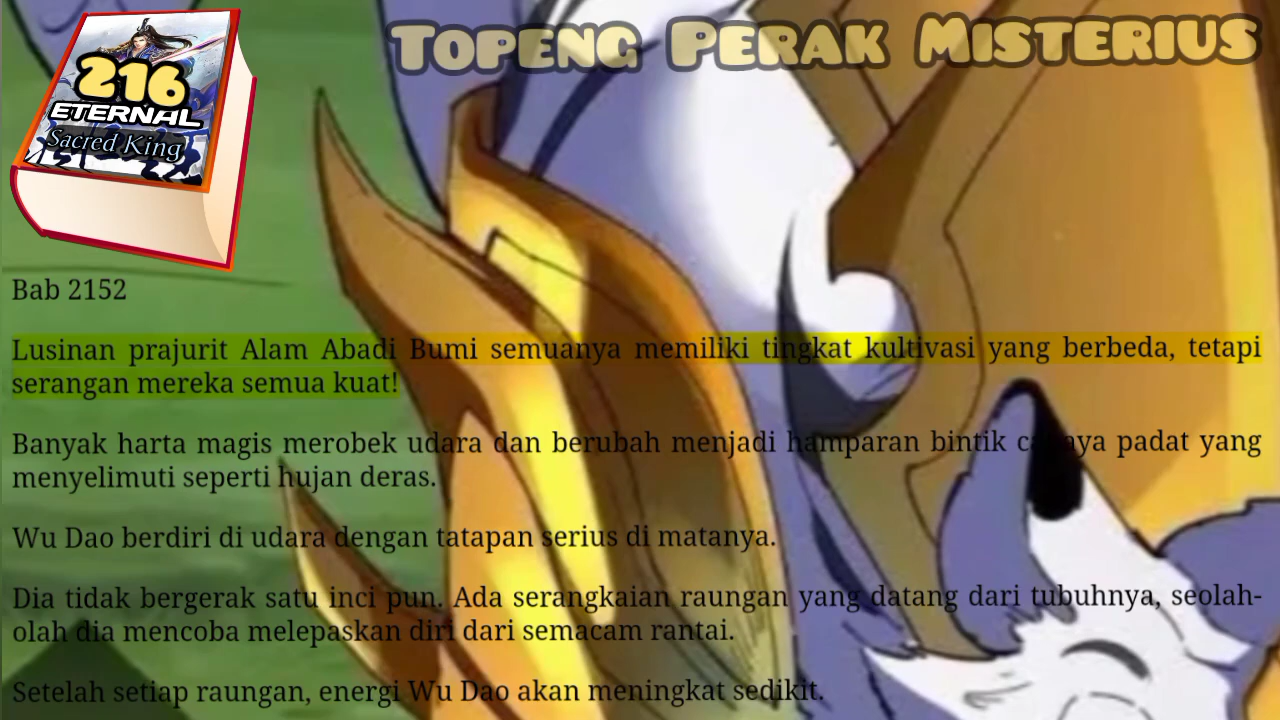 Topeng Perak Misterius
216
ETERNAL
Sacred King
Bab 2152
Lusinan prajurit Alam Abadi Bumi semuanya memiliki tingkat kultivasi yang berbeda, tetapi
serangan mereka semua kuat!
Banyak harta magis merobek udara dan berubah menjadi hamparan bintik cahaya padat yang
menyelimuti seperti hujan deras.
Wu Dao berdiri di udara dengan tatapan serius di matanya.
Dia tidak bergerak satu inci pun. Ada serangkaian raungan yang datang dari tubuhnya, seolah-
olah dia mencoba melepaskan diri dari semacam rantai.
Setelah setiap raungan, energi Wu Dao akan meningkat sedikit.